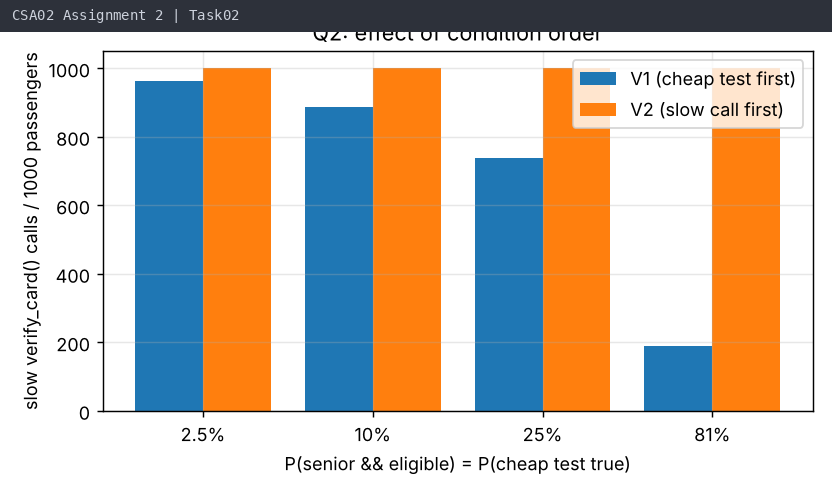 CSA02 Assignment 2 | Task02
Q2: effect of condition order
slow verify_card() calls / 1000 passengers
1000
800
600
400
200
0
V1 (cheap test first)
V2 (slow call first)
2.5%
10%
25%
81%
P(senior && eligible) = P(cheap test true)